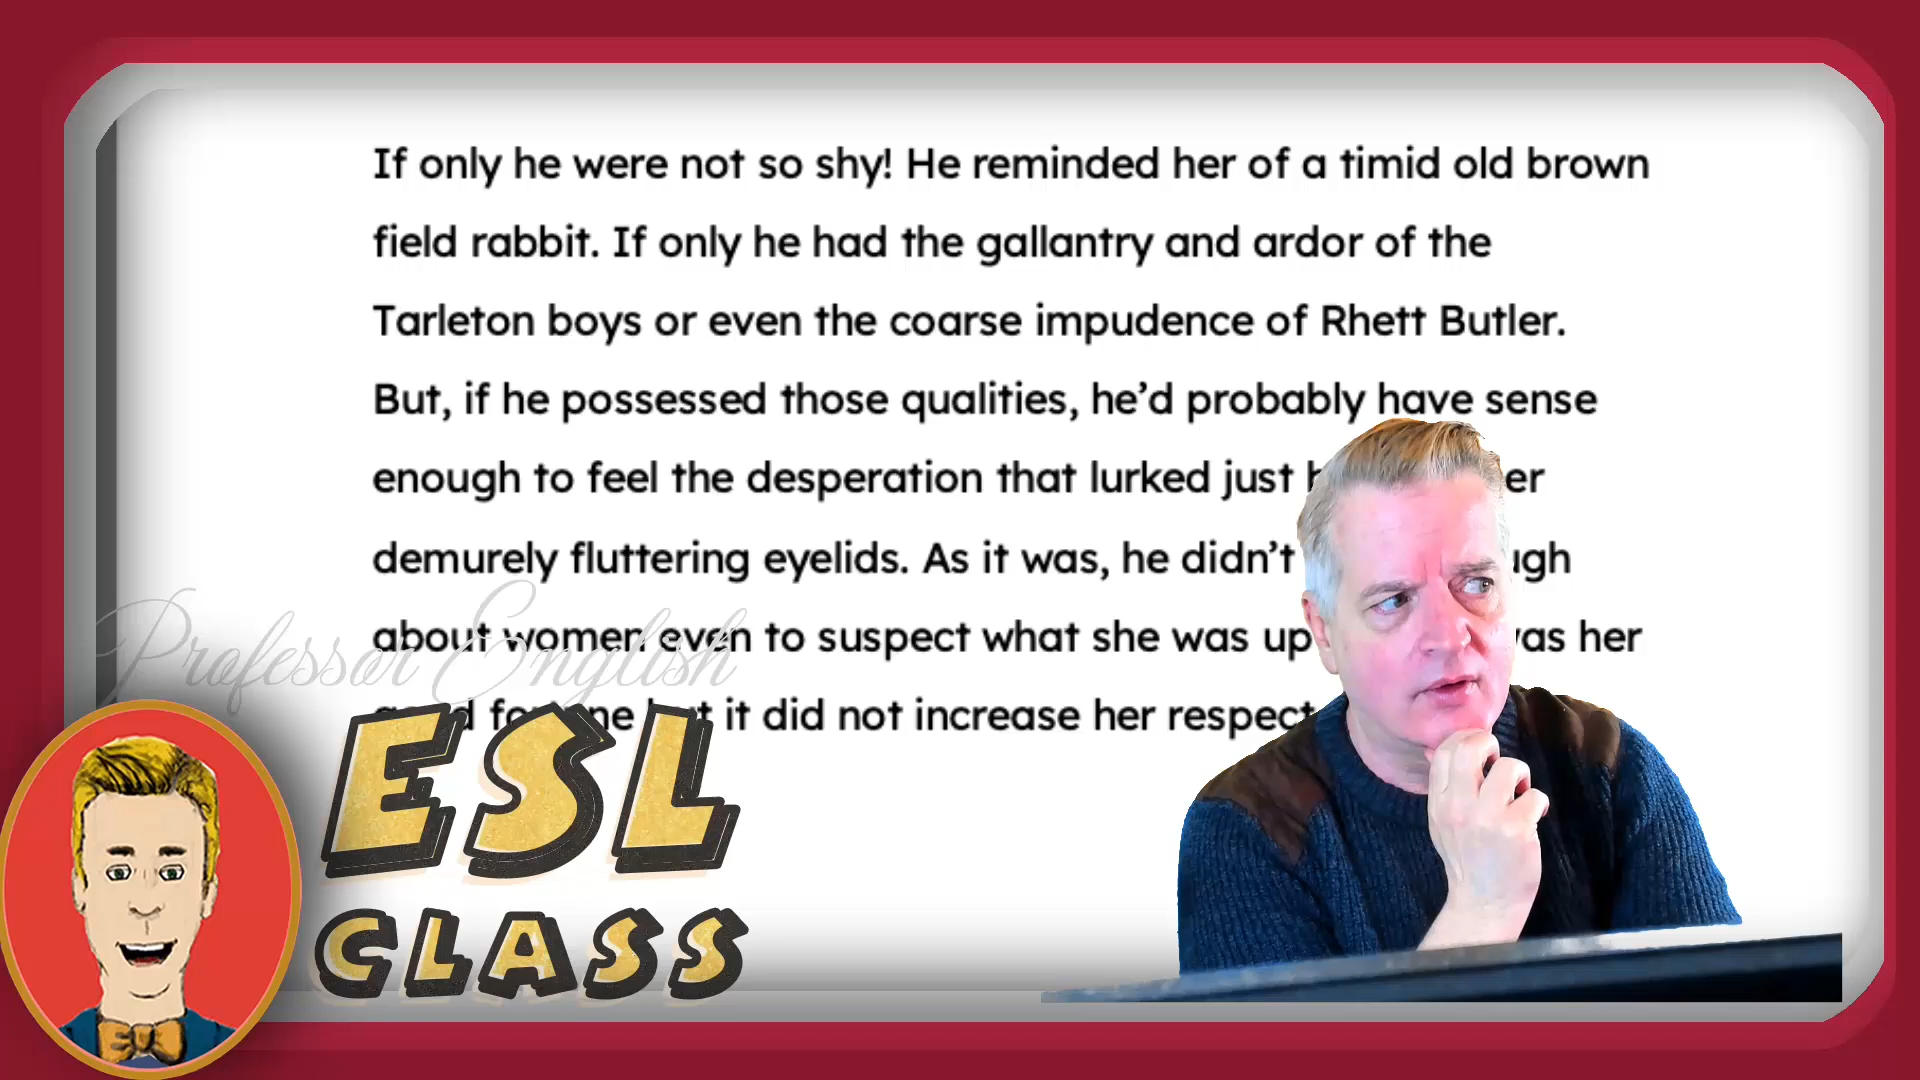 If only he were not so shy! He reminded her of a timid old brown
field rabbit. If only he had the gallantry and ardor of the
Tarleton boys or even the coarse impudence of Rhett Butler.
But, if he possessed those qualities, he’d probably have sense
enough to feel the desperation that lurked just er
demurely fluttering eyelids. As it was, he didn’t ugh
about women even to suspect what she was up was her
it did not increase her respect
Professor English
ESL
CLASS